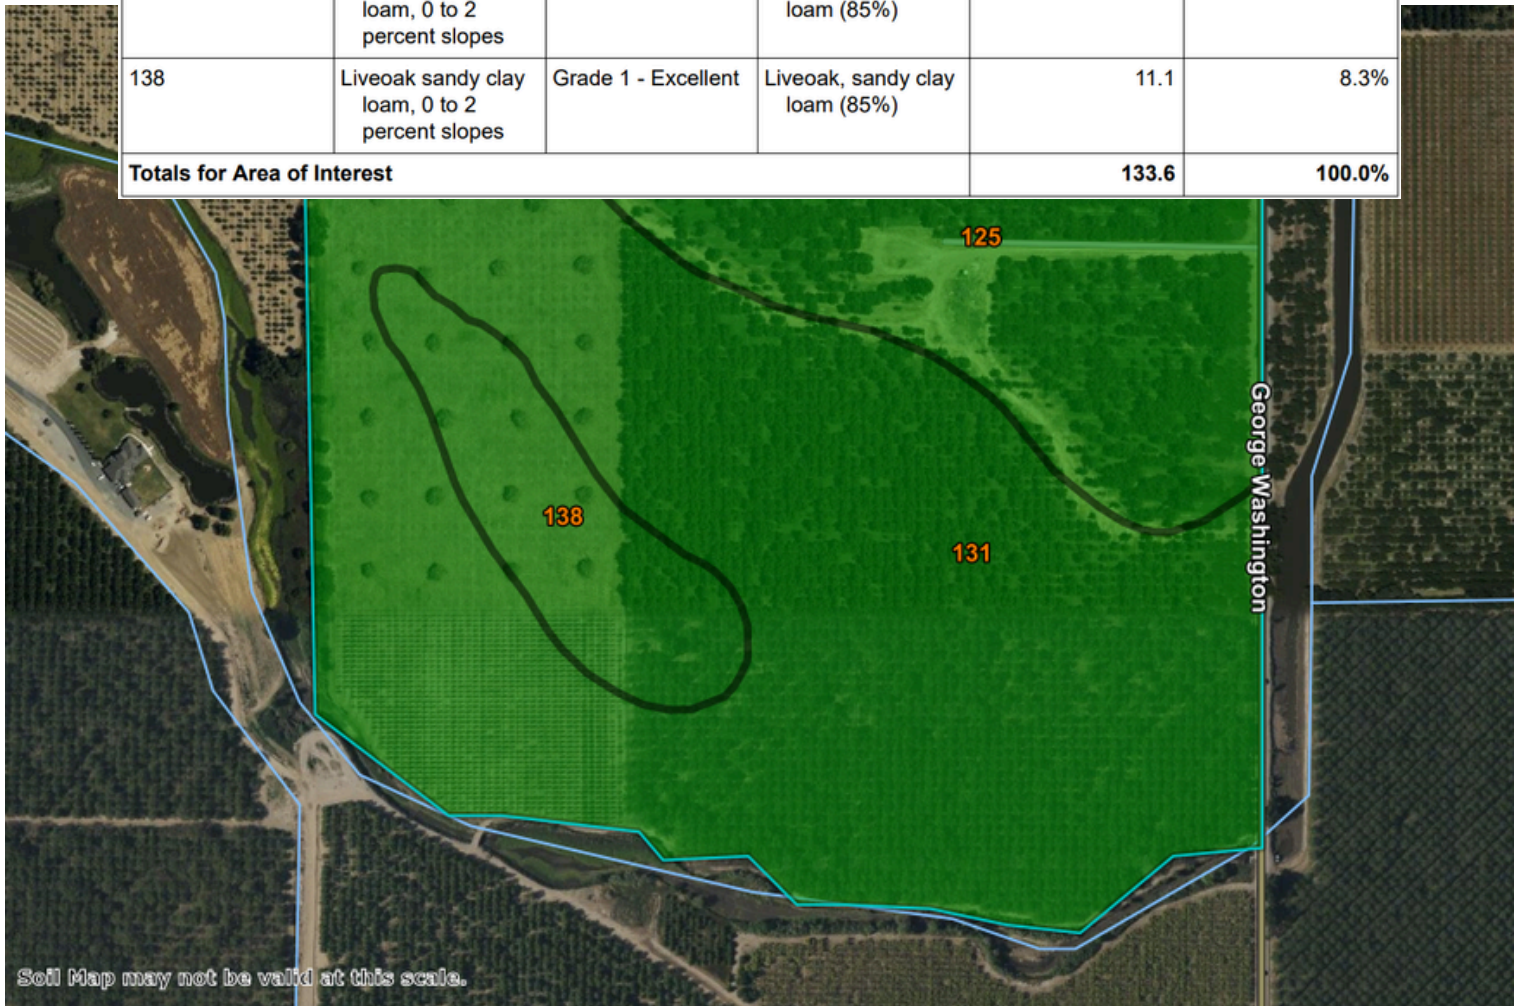 loam, 0 to 2 loam (85%)
percent slopes
138 Liveoak sandy clay Grade 1 - Excellent Liveoak, sandy clay 11.1 8.3%
loam, 0 to 2 loam (85%)
percent slopes
Totals for Area of Interest 133.6 100.0%
125
138
131
George Washington
Soil Map may not be valid at this scale.